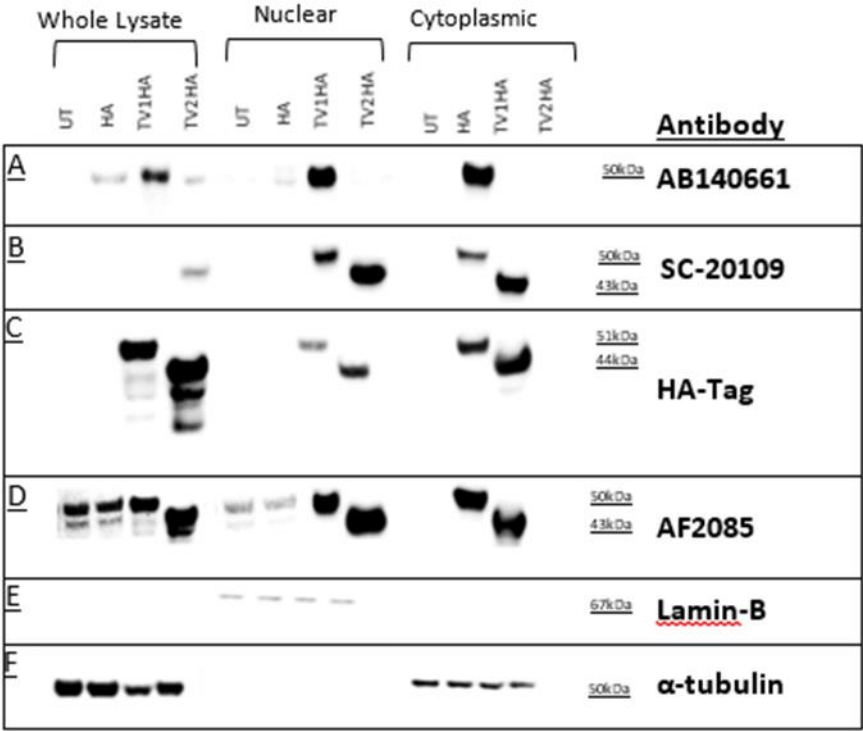 Whole Lysate Nuclear Cytoplasmic
UT HA TV1HA TV2HA UT HA TV1HA TV2HA UT HA TV1HA TV2HA
Antibody
A 50kDa AB140661
B 50kDa SC-20109
43kDa
C 51kDa
44kDa
HA-Tag
D 50kDa
43kDa AF2085
E 67kDa Lamin-B
F 50kDa α-tubulin